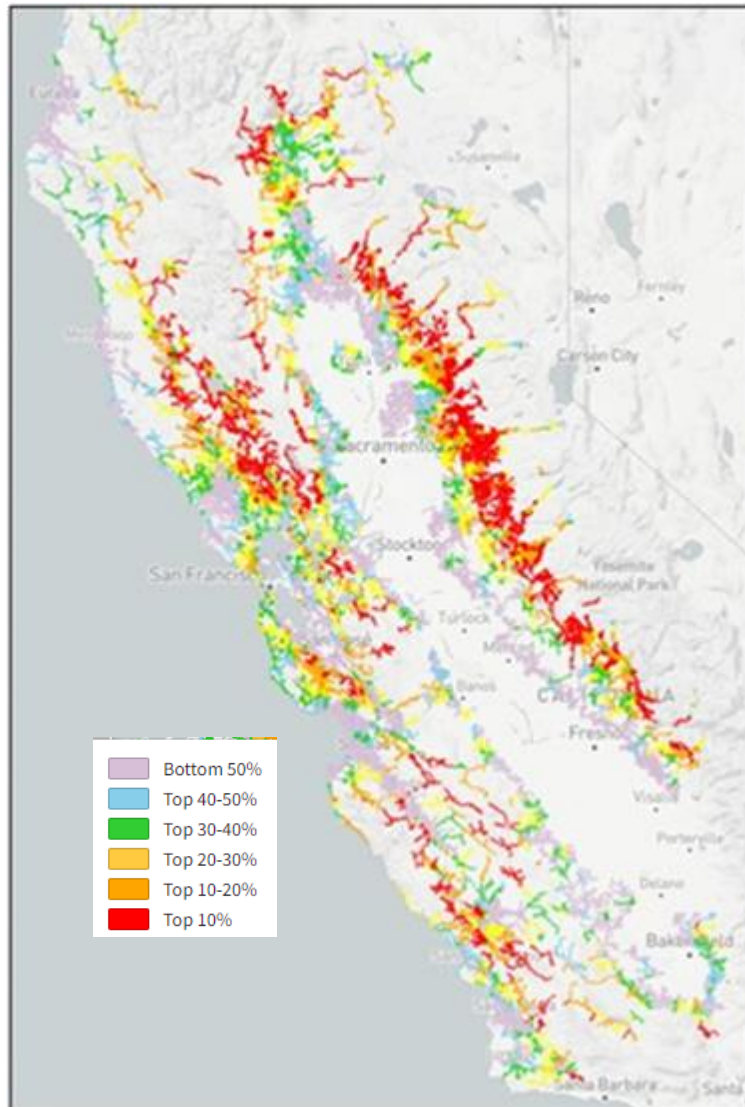 Susanville
Fernley
Reno
Carson City
Sacramento
Stockton
San Francisco
Yosemite
National Park
Turlock
Merced
Banos
CALIFORNIA
Fresno
Visalia
Porterville
Delano
Bakersfield
Santa Barbara
Santa
Bottom 50%
Top 40-50%
Top 30-40%
Top 20-30%
Top 10-20%
Top 10%